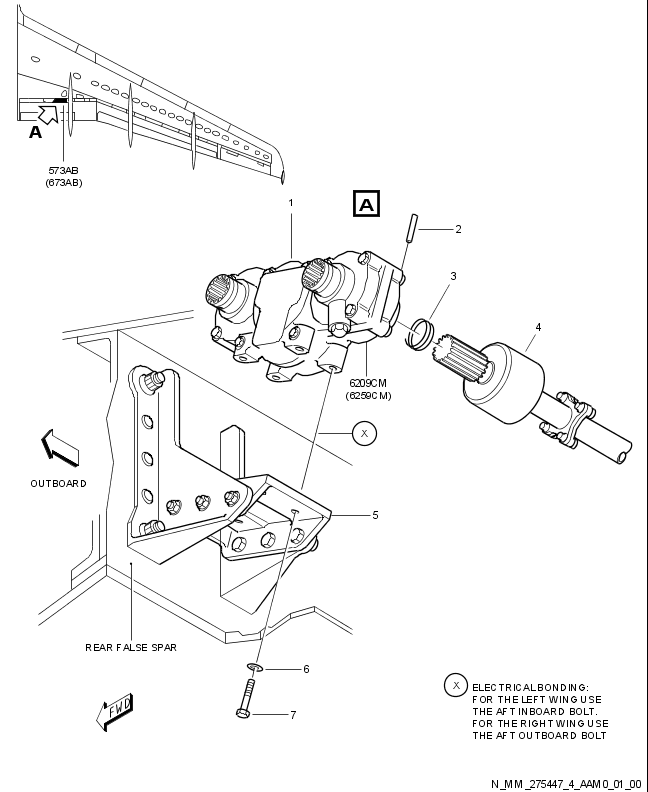 A
573AB
(673AB)
1
A
2
3
4
6209CM
(6259CM)
X
OUTBOARD
5
REAR FALSE SPAR
6
7
FWD
X
ELECTRICAL BONDING:
FOR THE LEFT WING USE
THE AFT INBOARD BOLT.
FOR THE RIGHT WING USE
THE AFT OUTBOARD BOLT
N_MM_275447_4_AAM0_01_00